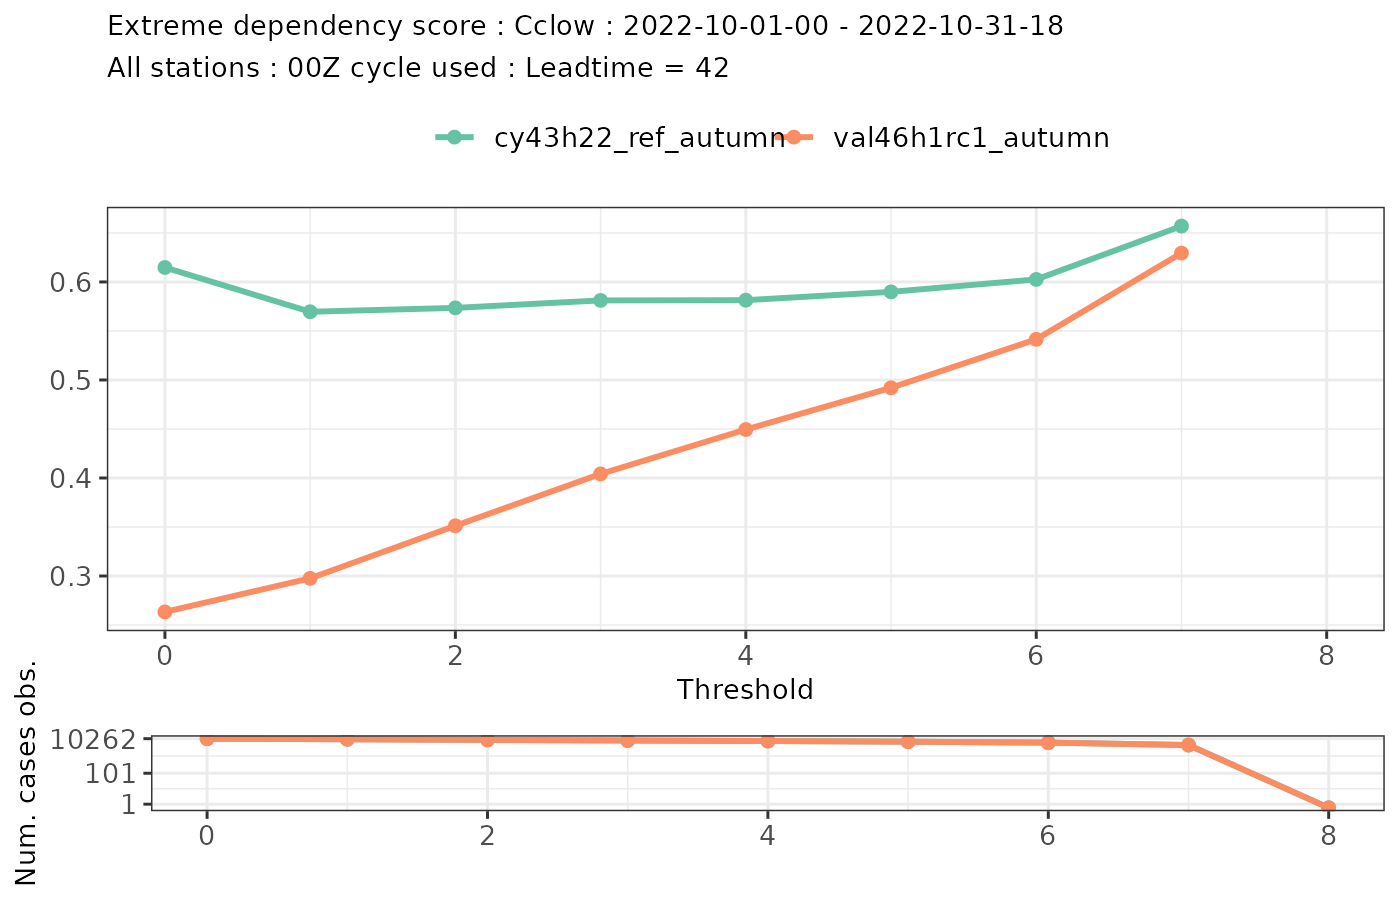 Extreme dependency score : Cclow : 2022-10-01-00 - 2022-10-31-18
All stations : 00Z cycle used : Leadtime = 42
cy43h22_ref_autumn val46h1rc1_autumn
0.6
0.5
0.4
0.3
0 2 4 6 8
Threshold
Num. cases obs.
10262
101
1
0 2 4 6 8